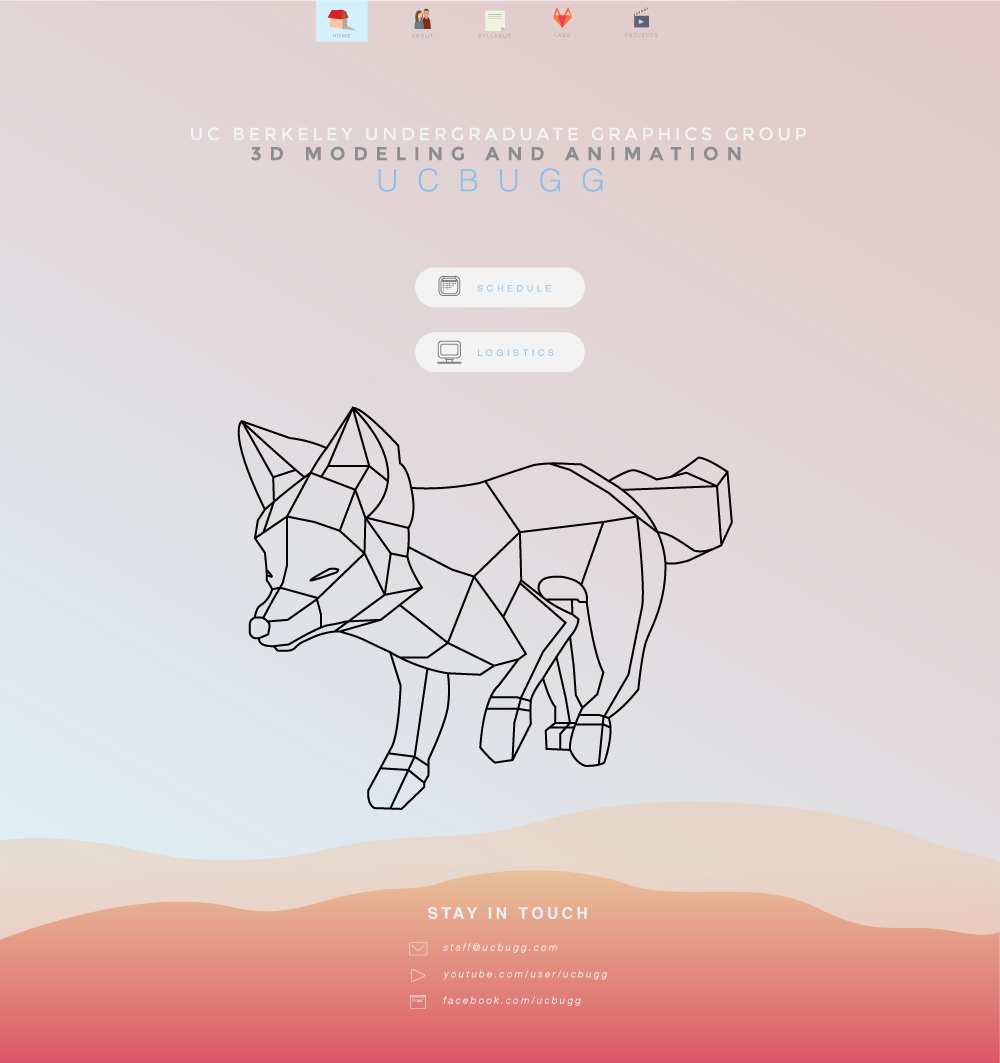 HOME
ABOUT
SYLLABUS
LABS
PROJECTS
UC BERKELEY UNDERGRADUATE GRAPHICS GROUP
3D MODELING AND ANIMATION
UCBUGG
SCHEDULE
LOGISTICS
STAY IN TOUCH
staff@ucbugg.com
youtube.com/user/ucbugg
facebook.com/ucbugg